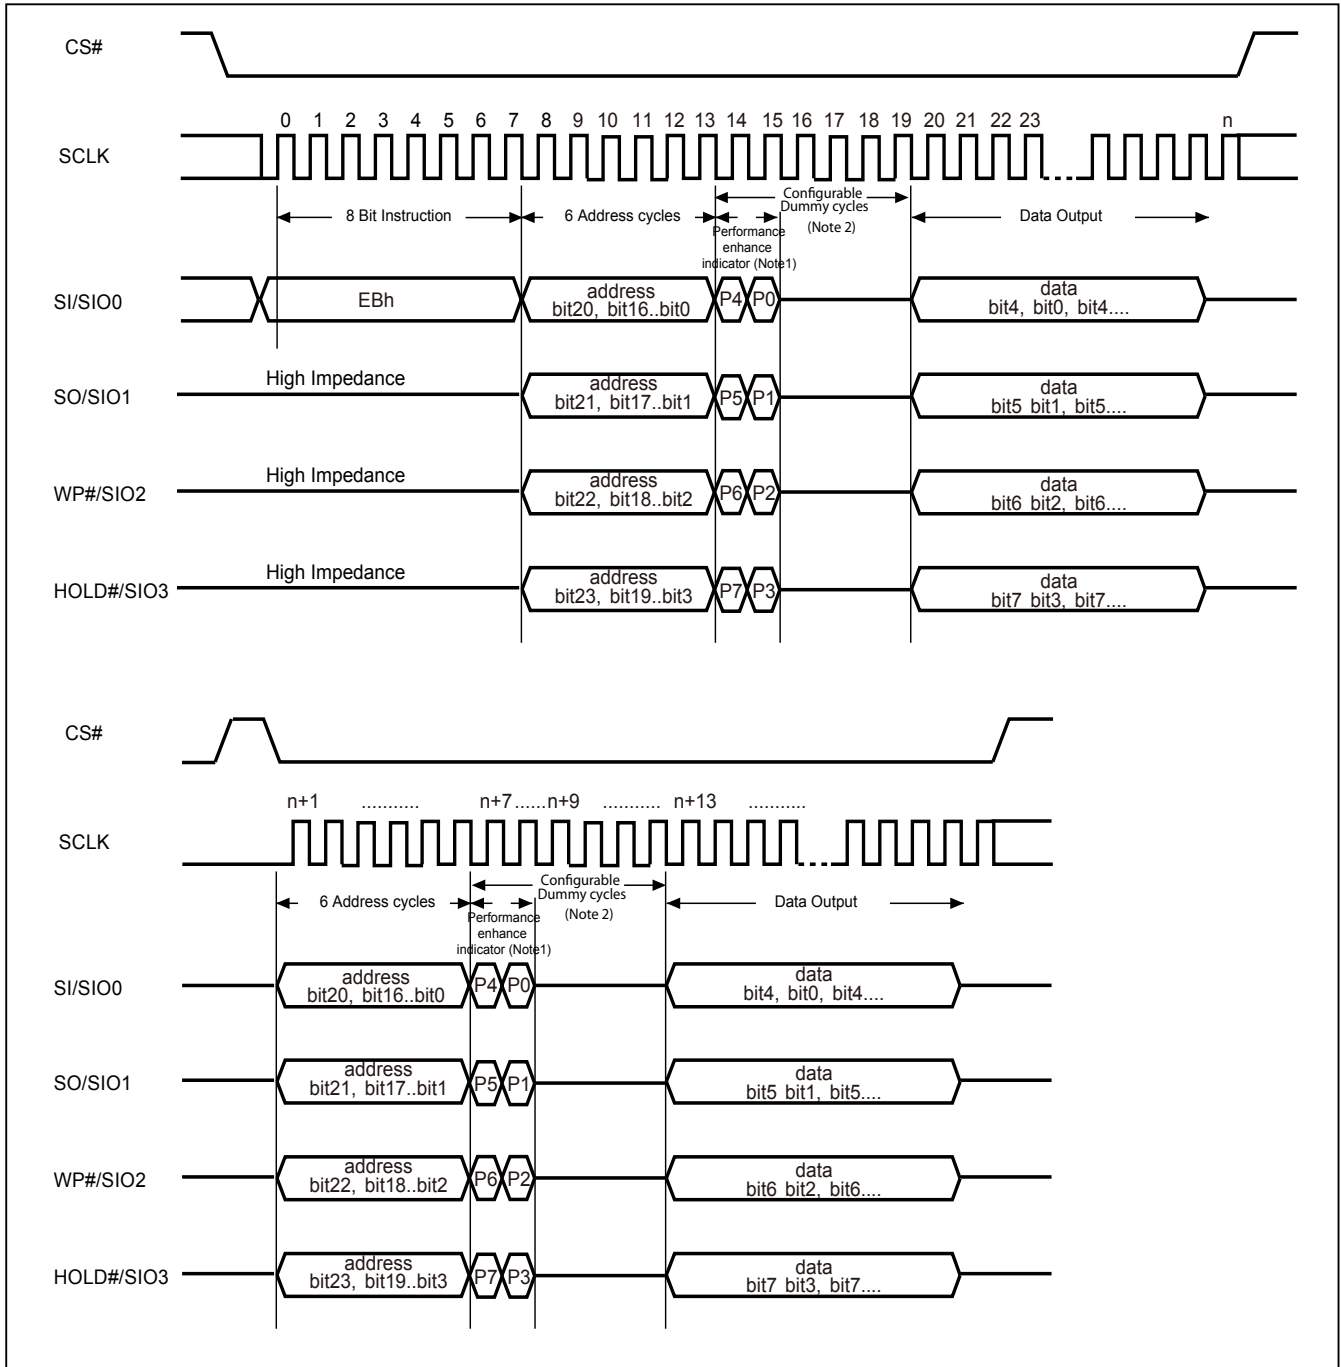 CS#
0 1 2 3 4 5 6 7 8 9 10 11 12 13 14 15 16 17 18 19 20 21 22 23 n
SCLK
8 Bit Instruction
6 Address cycles
Configurable
Dummy cycles
(Note 2)
Data Output
Performance
enhance
indicator (Note1)
SI/SIO0
EBh
address
bit20, bit16..bit0
P4
P0
data
bit4, bit0, bit4....
SO/SIO1
High Impedance
address
bit21, bit17..bit1
P5
P1
data
bit5 bit1, bit5....
WP#/SIO2
High Impedance
address
bit22, bit18..bit2
P6
P2
data
bit6 bit2, bit6....
HOLD#/SIO3
High Impedance
address
bit23, bit19..bit3
P7
P3
data
bit7 bit3, bit7....
CS#
n+1 ........... n+7......n+9 ........... n+13 ...........
SCLK
6 Address cycles
Configurable
Dummy cycles
(Note 2)
Data Output
Performance
enhance
indicator (Note1)
SI/SIO0
address
bit20, bit16..bit0
P4
P0
data
bit4, bit0, bit4....
SO/SIO1
address
bit21, bit17..bit1
P5
P1
data
bit5 bit1, bit5....
WP#/SIO2
address
bit22, bit18..bit2
P6
P2
data
bit6 bit2, bit6....
HOLD#/SIO3
address
bit23, bit19..bit3
P7
P3
data
bit7 bit3, bit7....